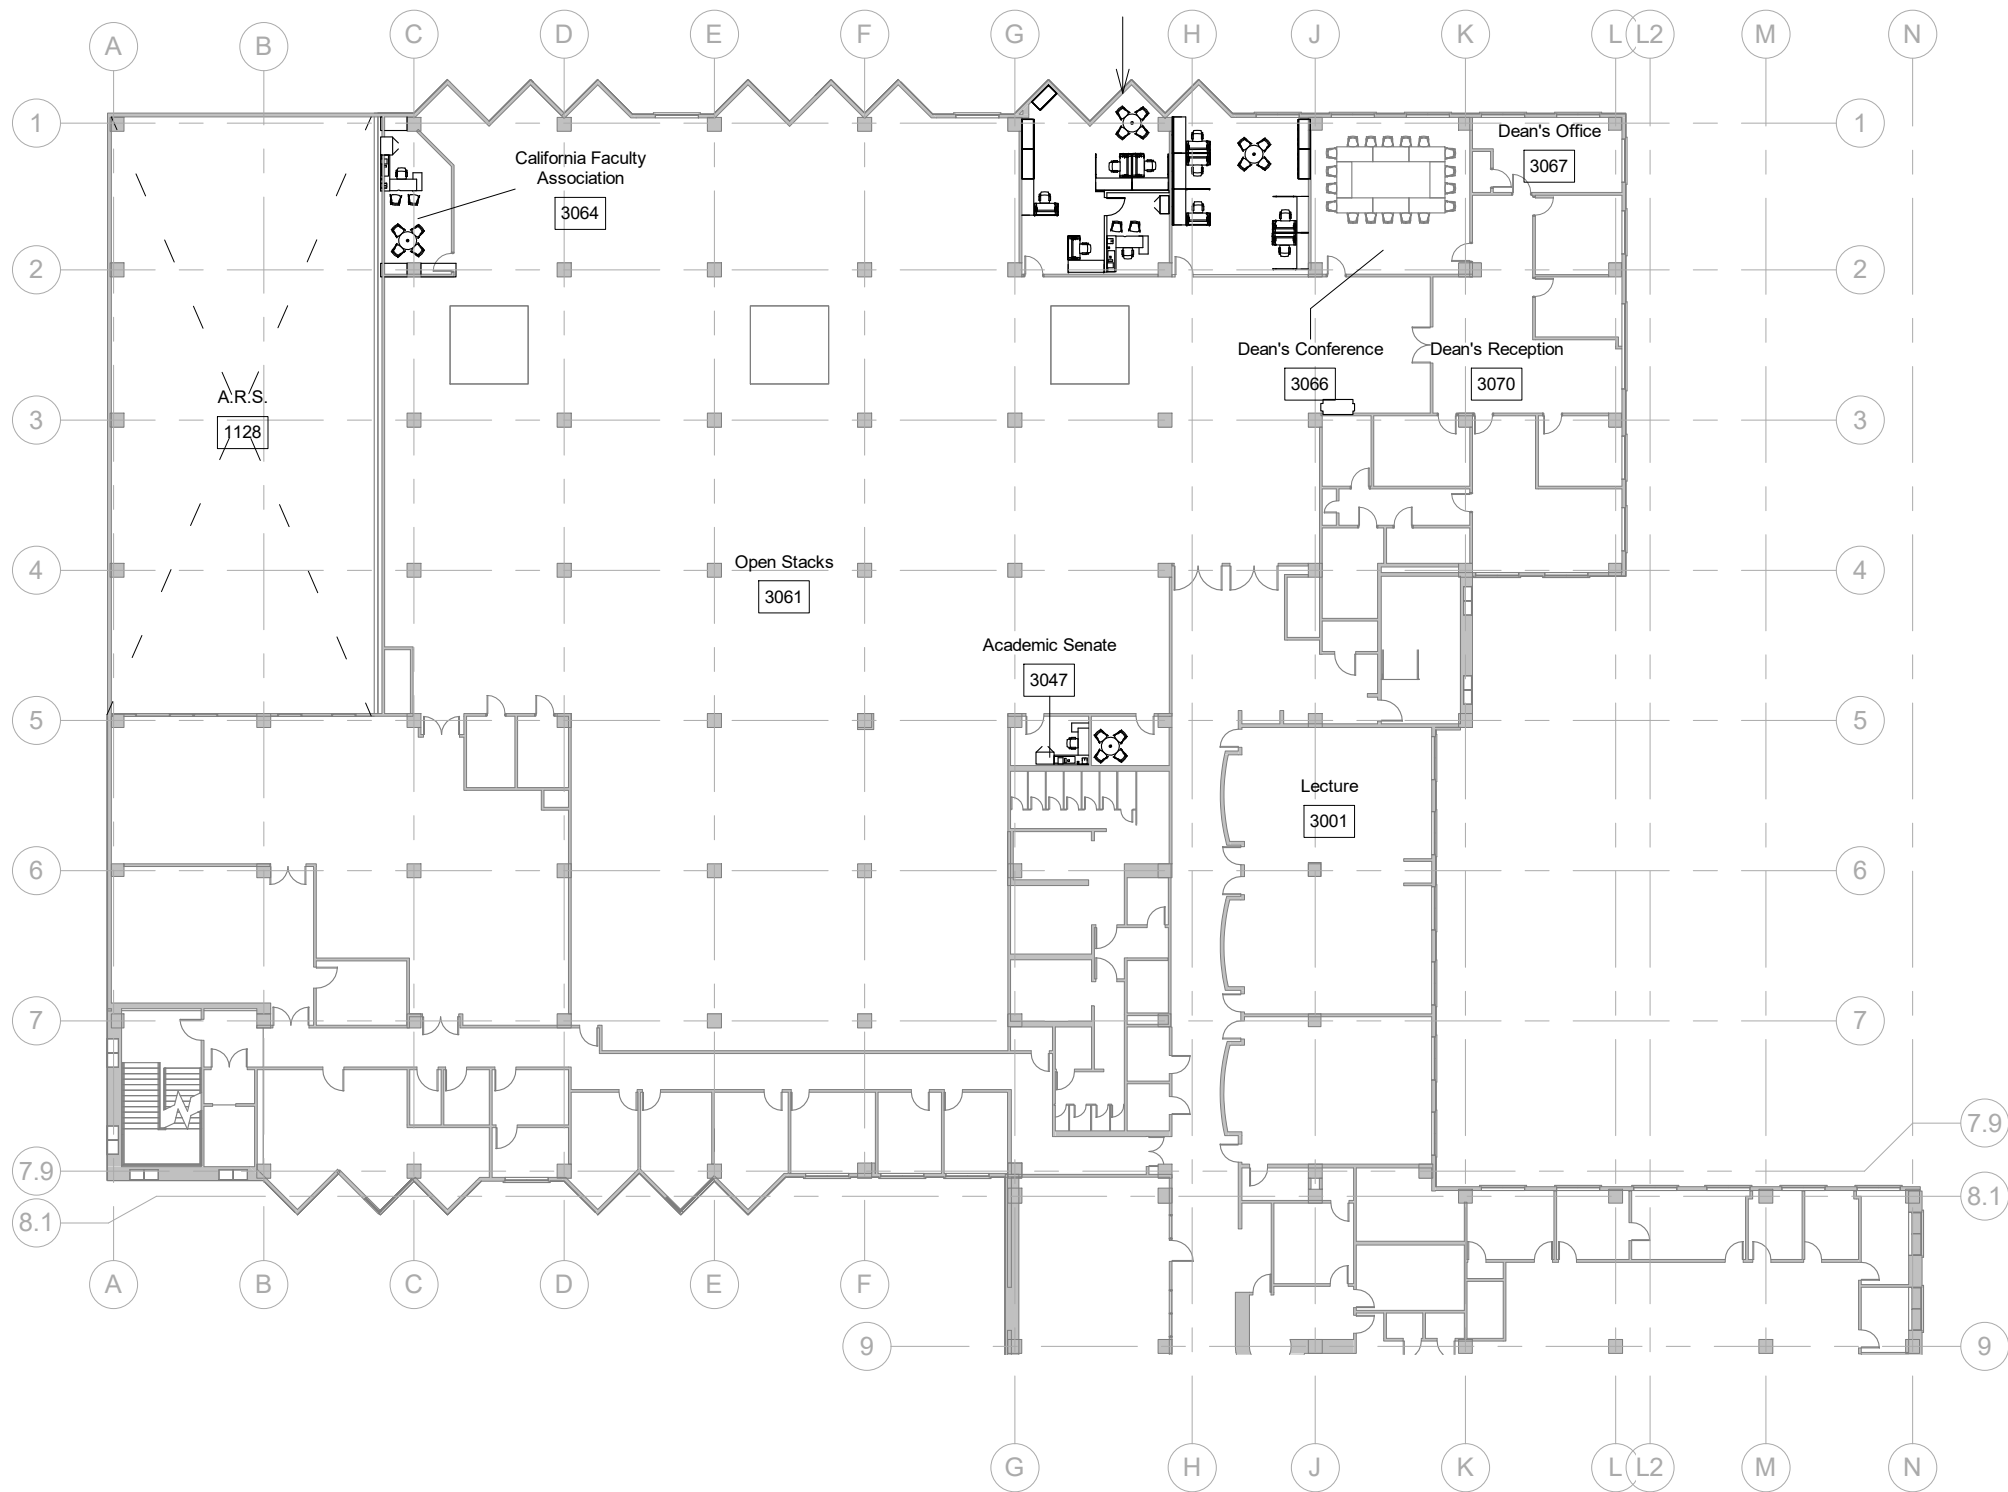 A B C D E F G H J K L L2 M N
1 1
Dean's Office
3067
California Faculty
Association
3064
2 2
Dean's Conference
3066
Dean's Reception
3070
A.R.S.
1128
3 3
Open Stacks
3061
4 4
Academic Senate
3047
5 5
Lecture
3001
6 6
7 7
7.9 7.9
8.1 8.1
A B C D E F
9 9
G H J K L L2 M N